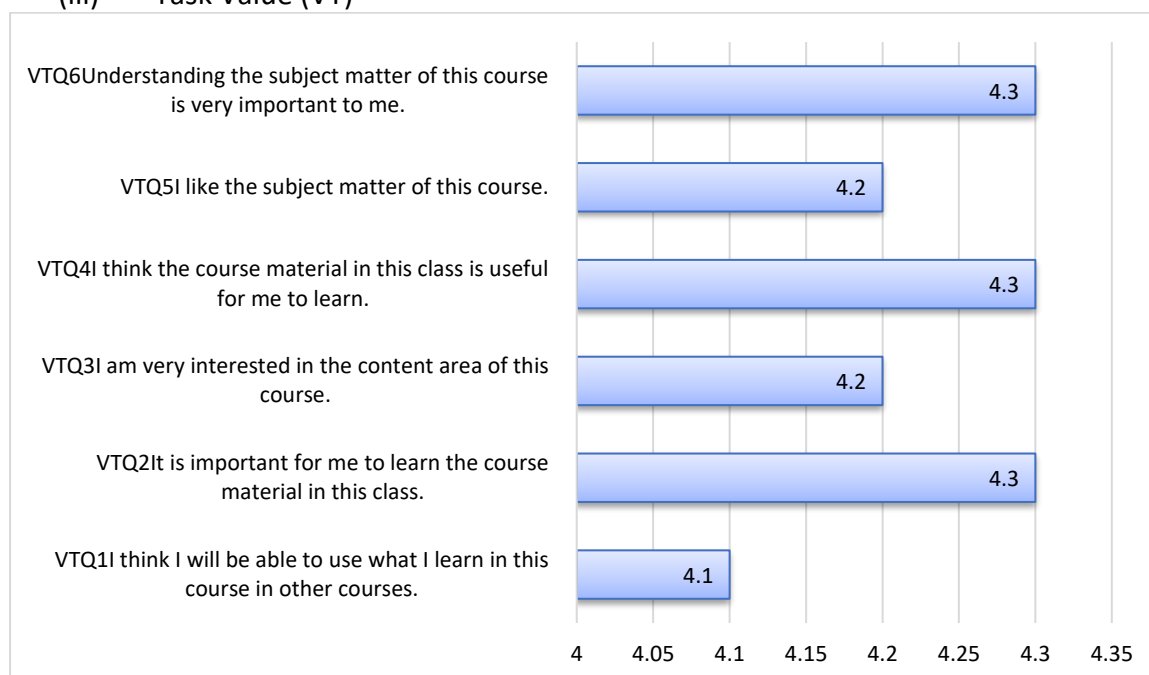 (iii) Task Value (VT)
VTQ6Understanding the subject matter of this course
is very important to me.
4.3
VTQ5I like the subject matter of this course.
4.2
VTQ4I think the course material in this class is useful
for me to learn.
4.3
VTQ3I am very interested in the content area of this
course.
4.2
VTQ2It is important for me to learn the course
material in this class.
4.3
VTQ1I think I will be able to use what I learn in this
course in other courses.
4.1
4 4.05 4.1 4.15 4.2 4.25 4.3 4.35